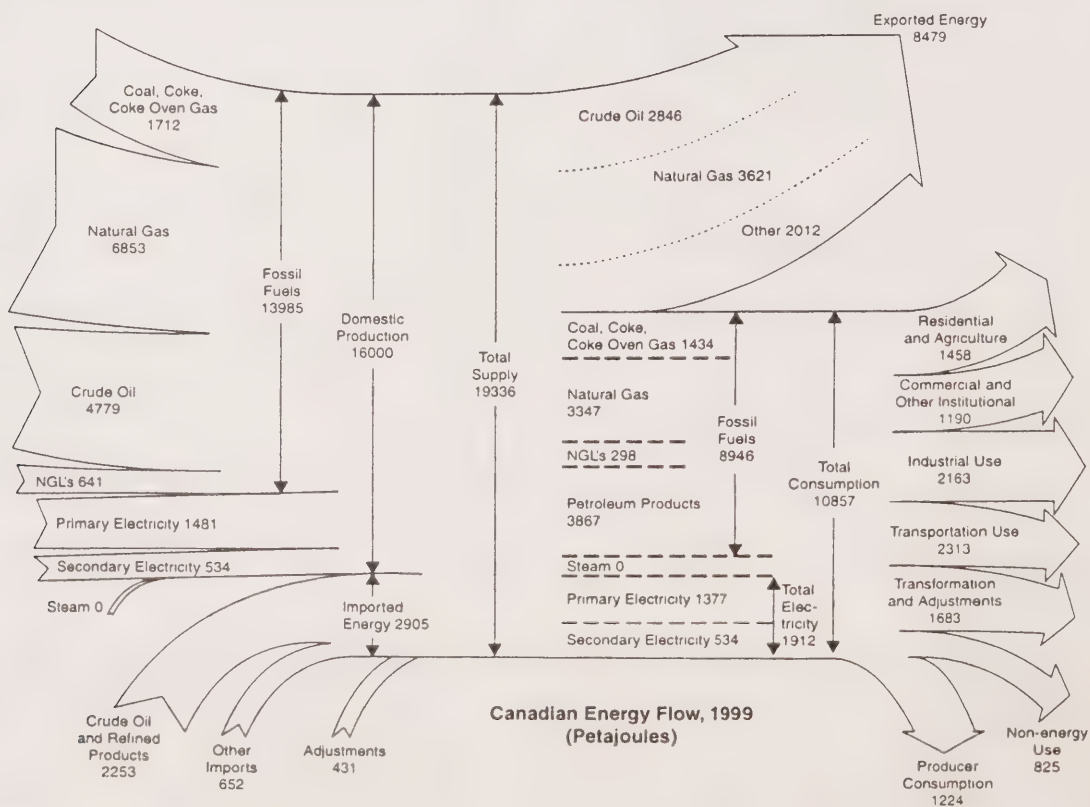 Exported Energy
8479
Coal, Coke,
Coke Oven Gas
1712
Natural Gas
6853
Crude Oil
4779
NGL's 641
Primary Electricity 1481
Secondary Electricity 534
Steam 0
Fossil
Fuels
13985
Domestic
Production
16000
Imported
Energy 2905
Total
Supply
19336
Crude Oil 2846
Natural Gas 3621
Other 2012
Coal, Coke,
Coke Oven Gas 1434
Natural Gas
3347
NGL's 298
Petroleum Products
3867
Steam 0
Primary Electricity 1377
Secondary Electricity 534
Fossil
Fuels
8946
Total
Elec-
tricity
1912
Total
Consumption
10857
Residential
and Agriculture
1458
Commercial and
Other Institutional
1190
Industrial Use
2163
Transportation Use
2313
Transformation
and Adjustments
1683
Crude Oil
and Refined
Products
2253
Other
Imports
652
Adjustments
431
Canadian Energy Flow, 1999
(Petajoules)
Producer
Consumption
1224
Non-energy
Use
825